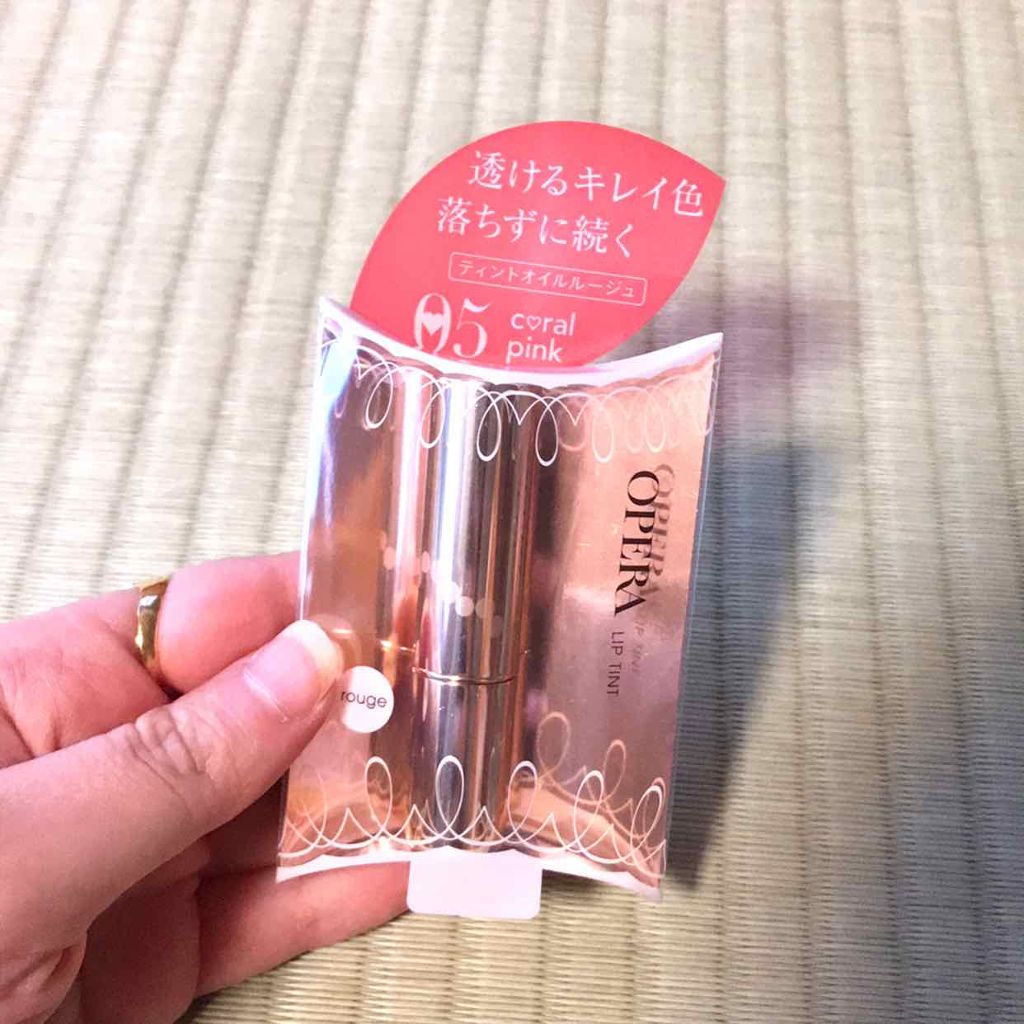 透けるキレイ色
落ちずに続く
ティントオイルルージュ
05 coral
pink
OPERA
LIP TINT
rouge